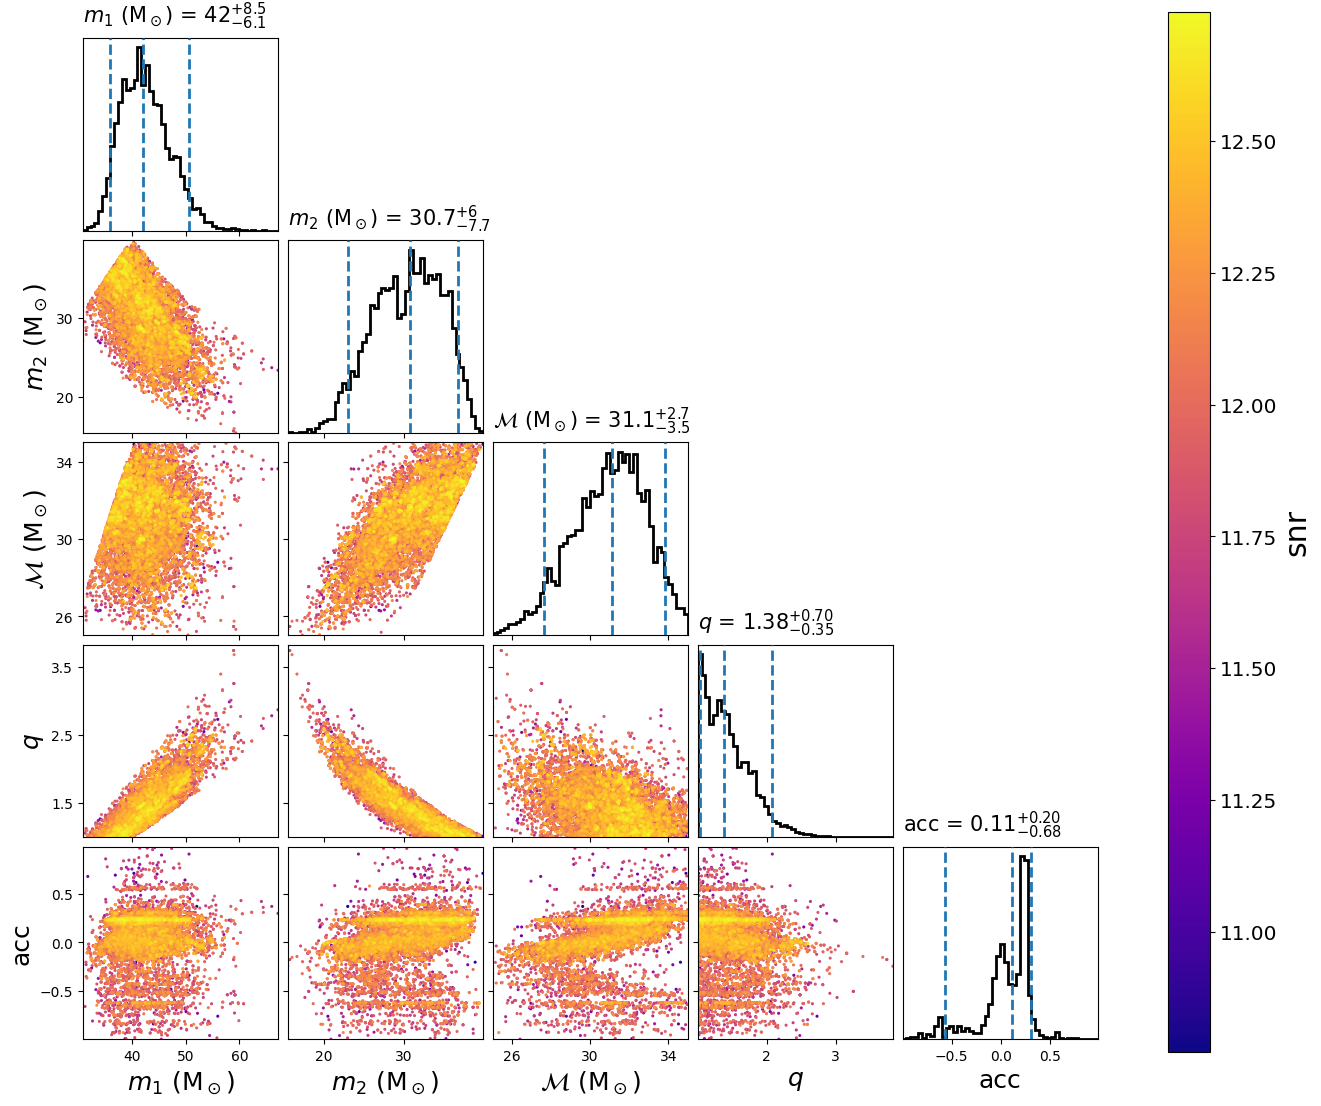 m₁ (M⊙) = 42 +8.5 −6.1
m₂ (M⊙) = 30.7 +6 −7.7
ℳ (M⊙) = 31.1 +2.7 −3.5
q = 1.38 +0.70 −0.35
acc = 0.11 +0.20 −0.68
m₂ (M⊙)
30
20
ℳ (M⊙)
34
30
26
q
3.5
2.5
1.5
acc
0.5
0.0
−0.5
40 50 60
m₁ (M⊙)
20 30
m₂ (M⊙)
26 30 34
ℳ (M⊙)
2 3
q
−0.5 0.0 0.5
acc
12.50
12.25
12.00
11.75
11.50
11.25
11.00
snr